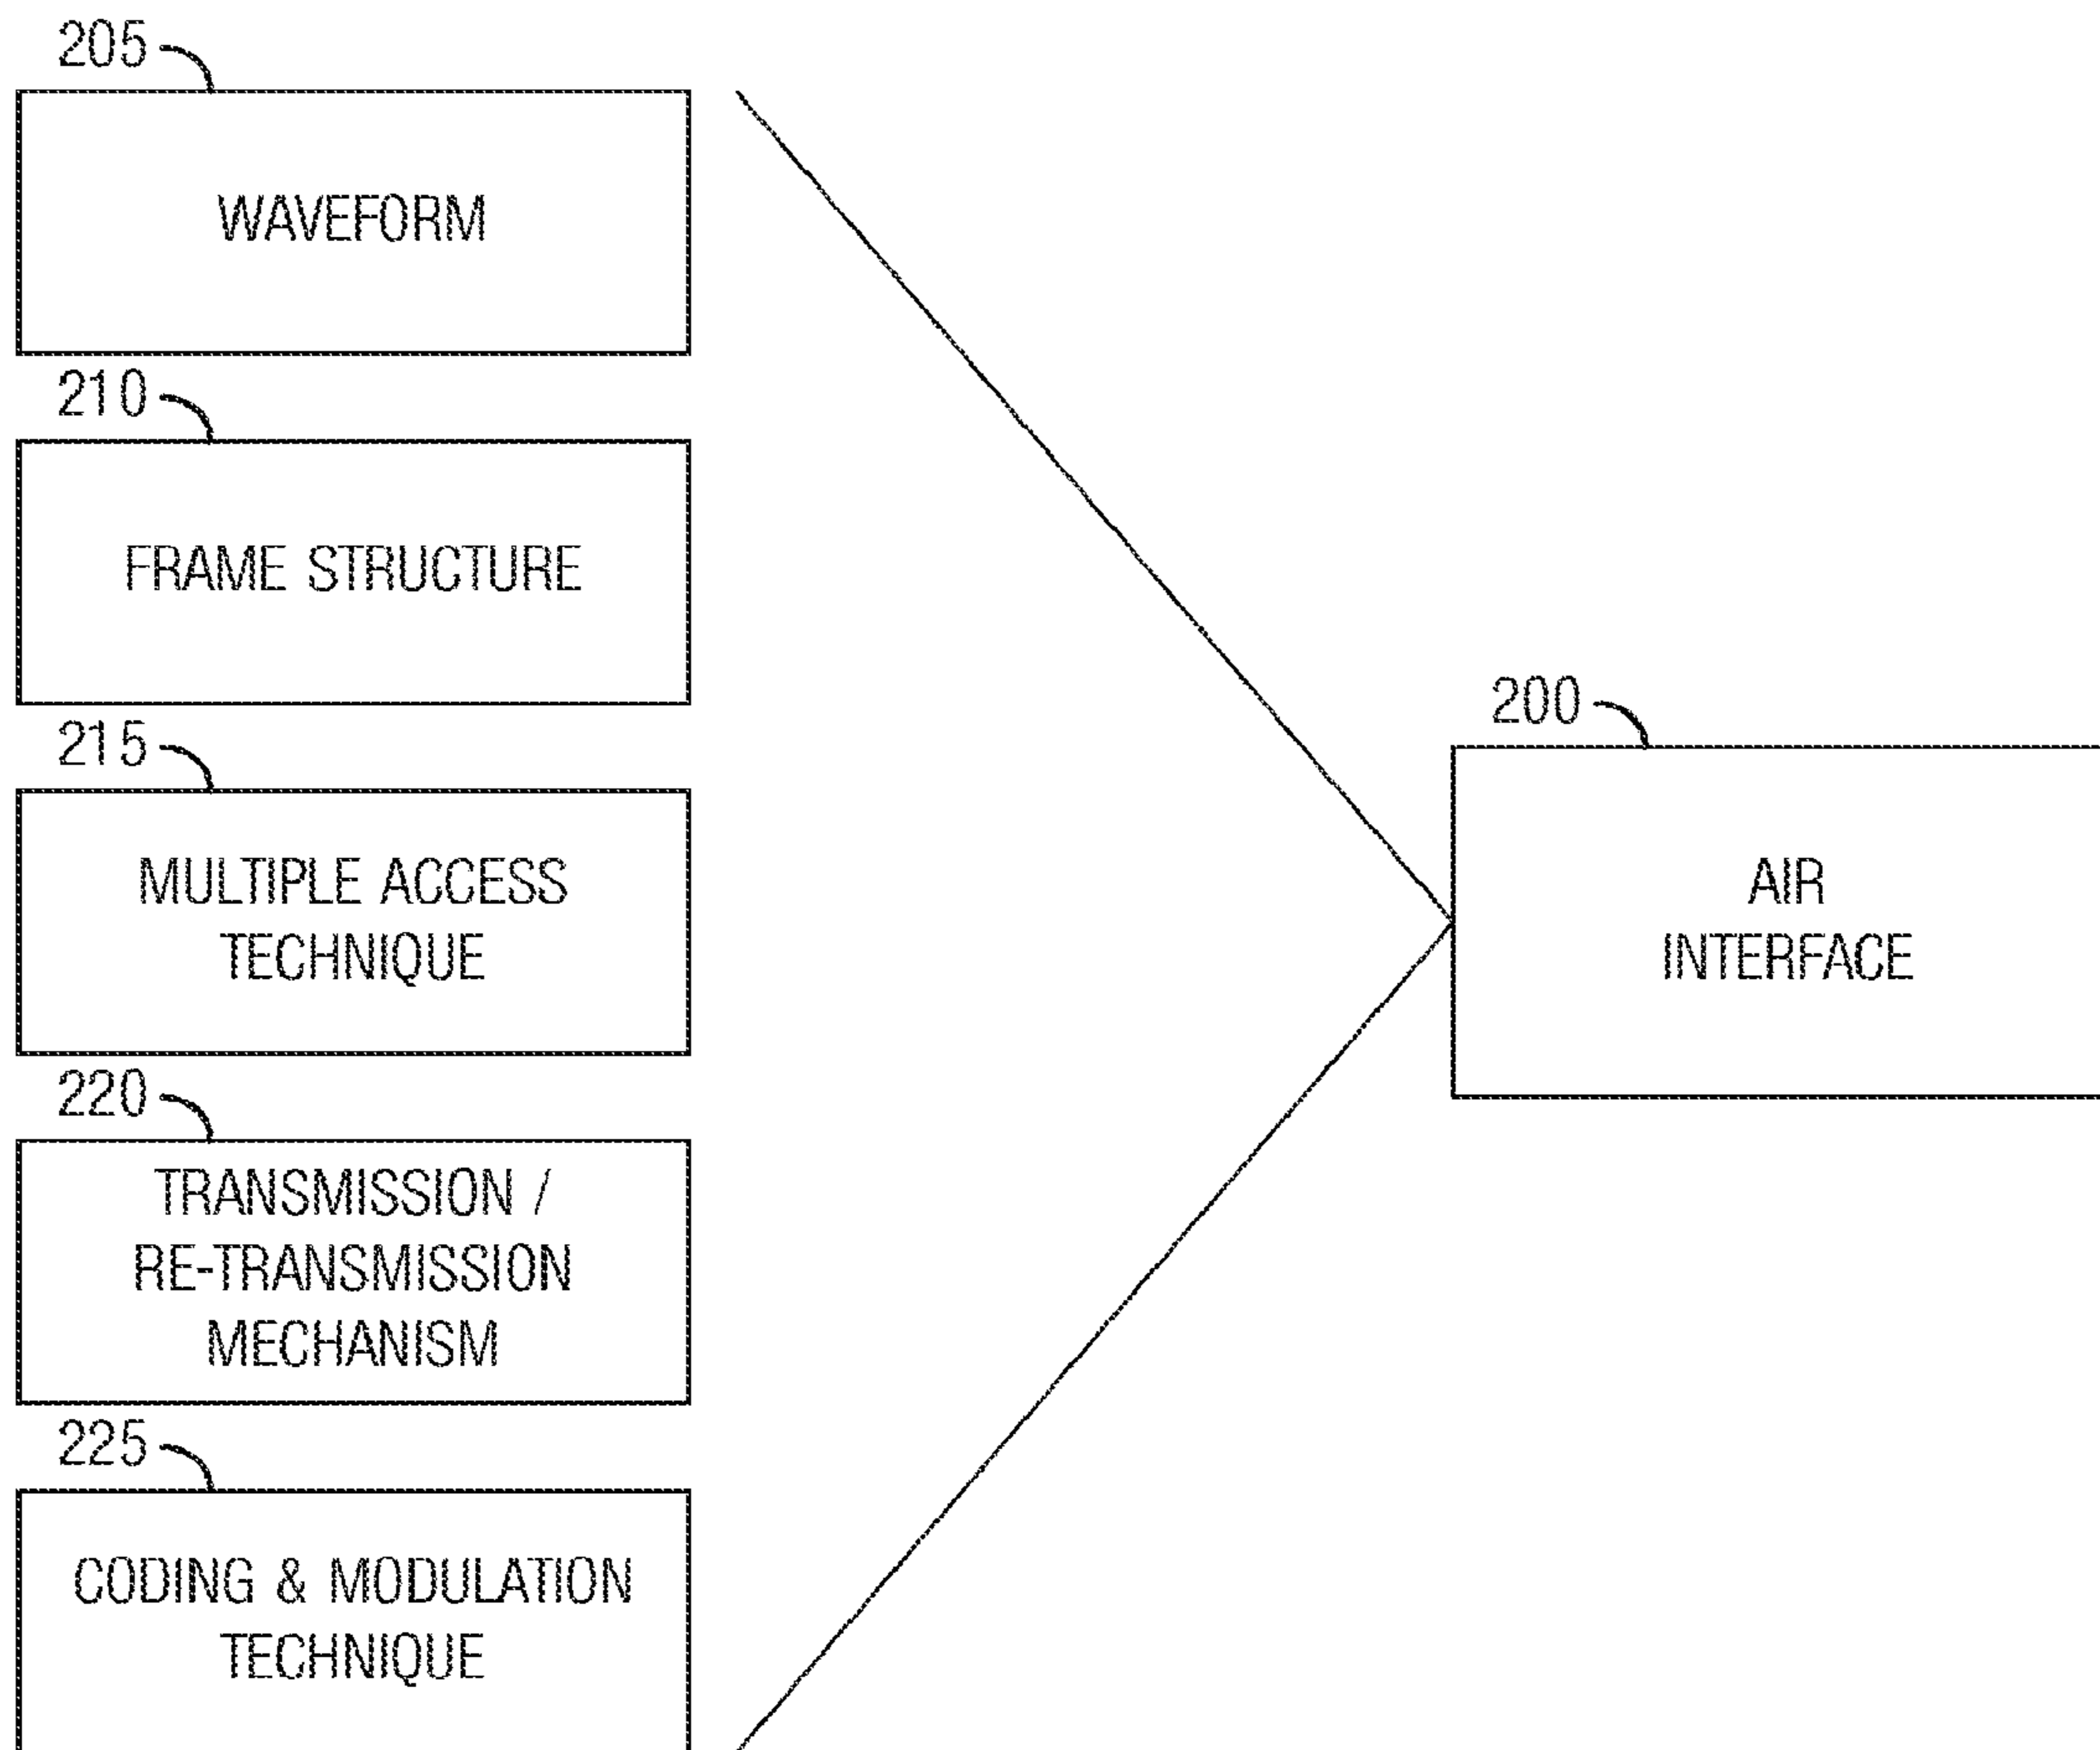 205
WAVEFORM
210
FRAME STRUCTURE
215
MULTIPLE ACCESS
TECHNIQUE
220
TRANSMISSION /
RE-TRANSMISSION
MECHANISM
225
CODING & MODULATION
TECHNIQUE
200
AIR
INTERFACE